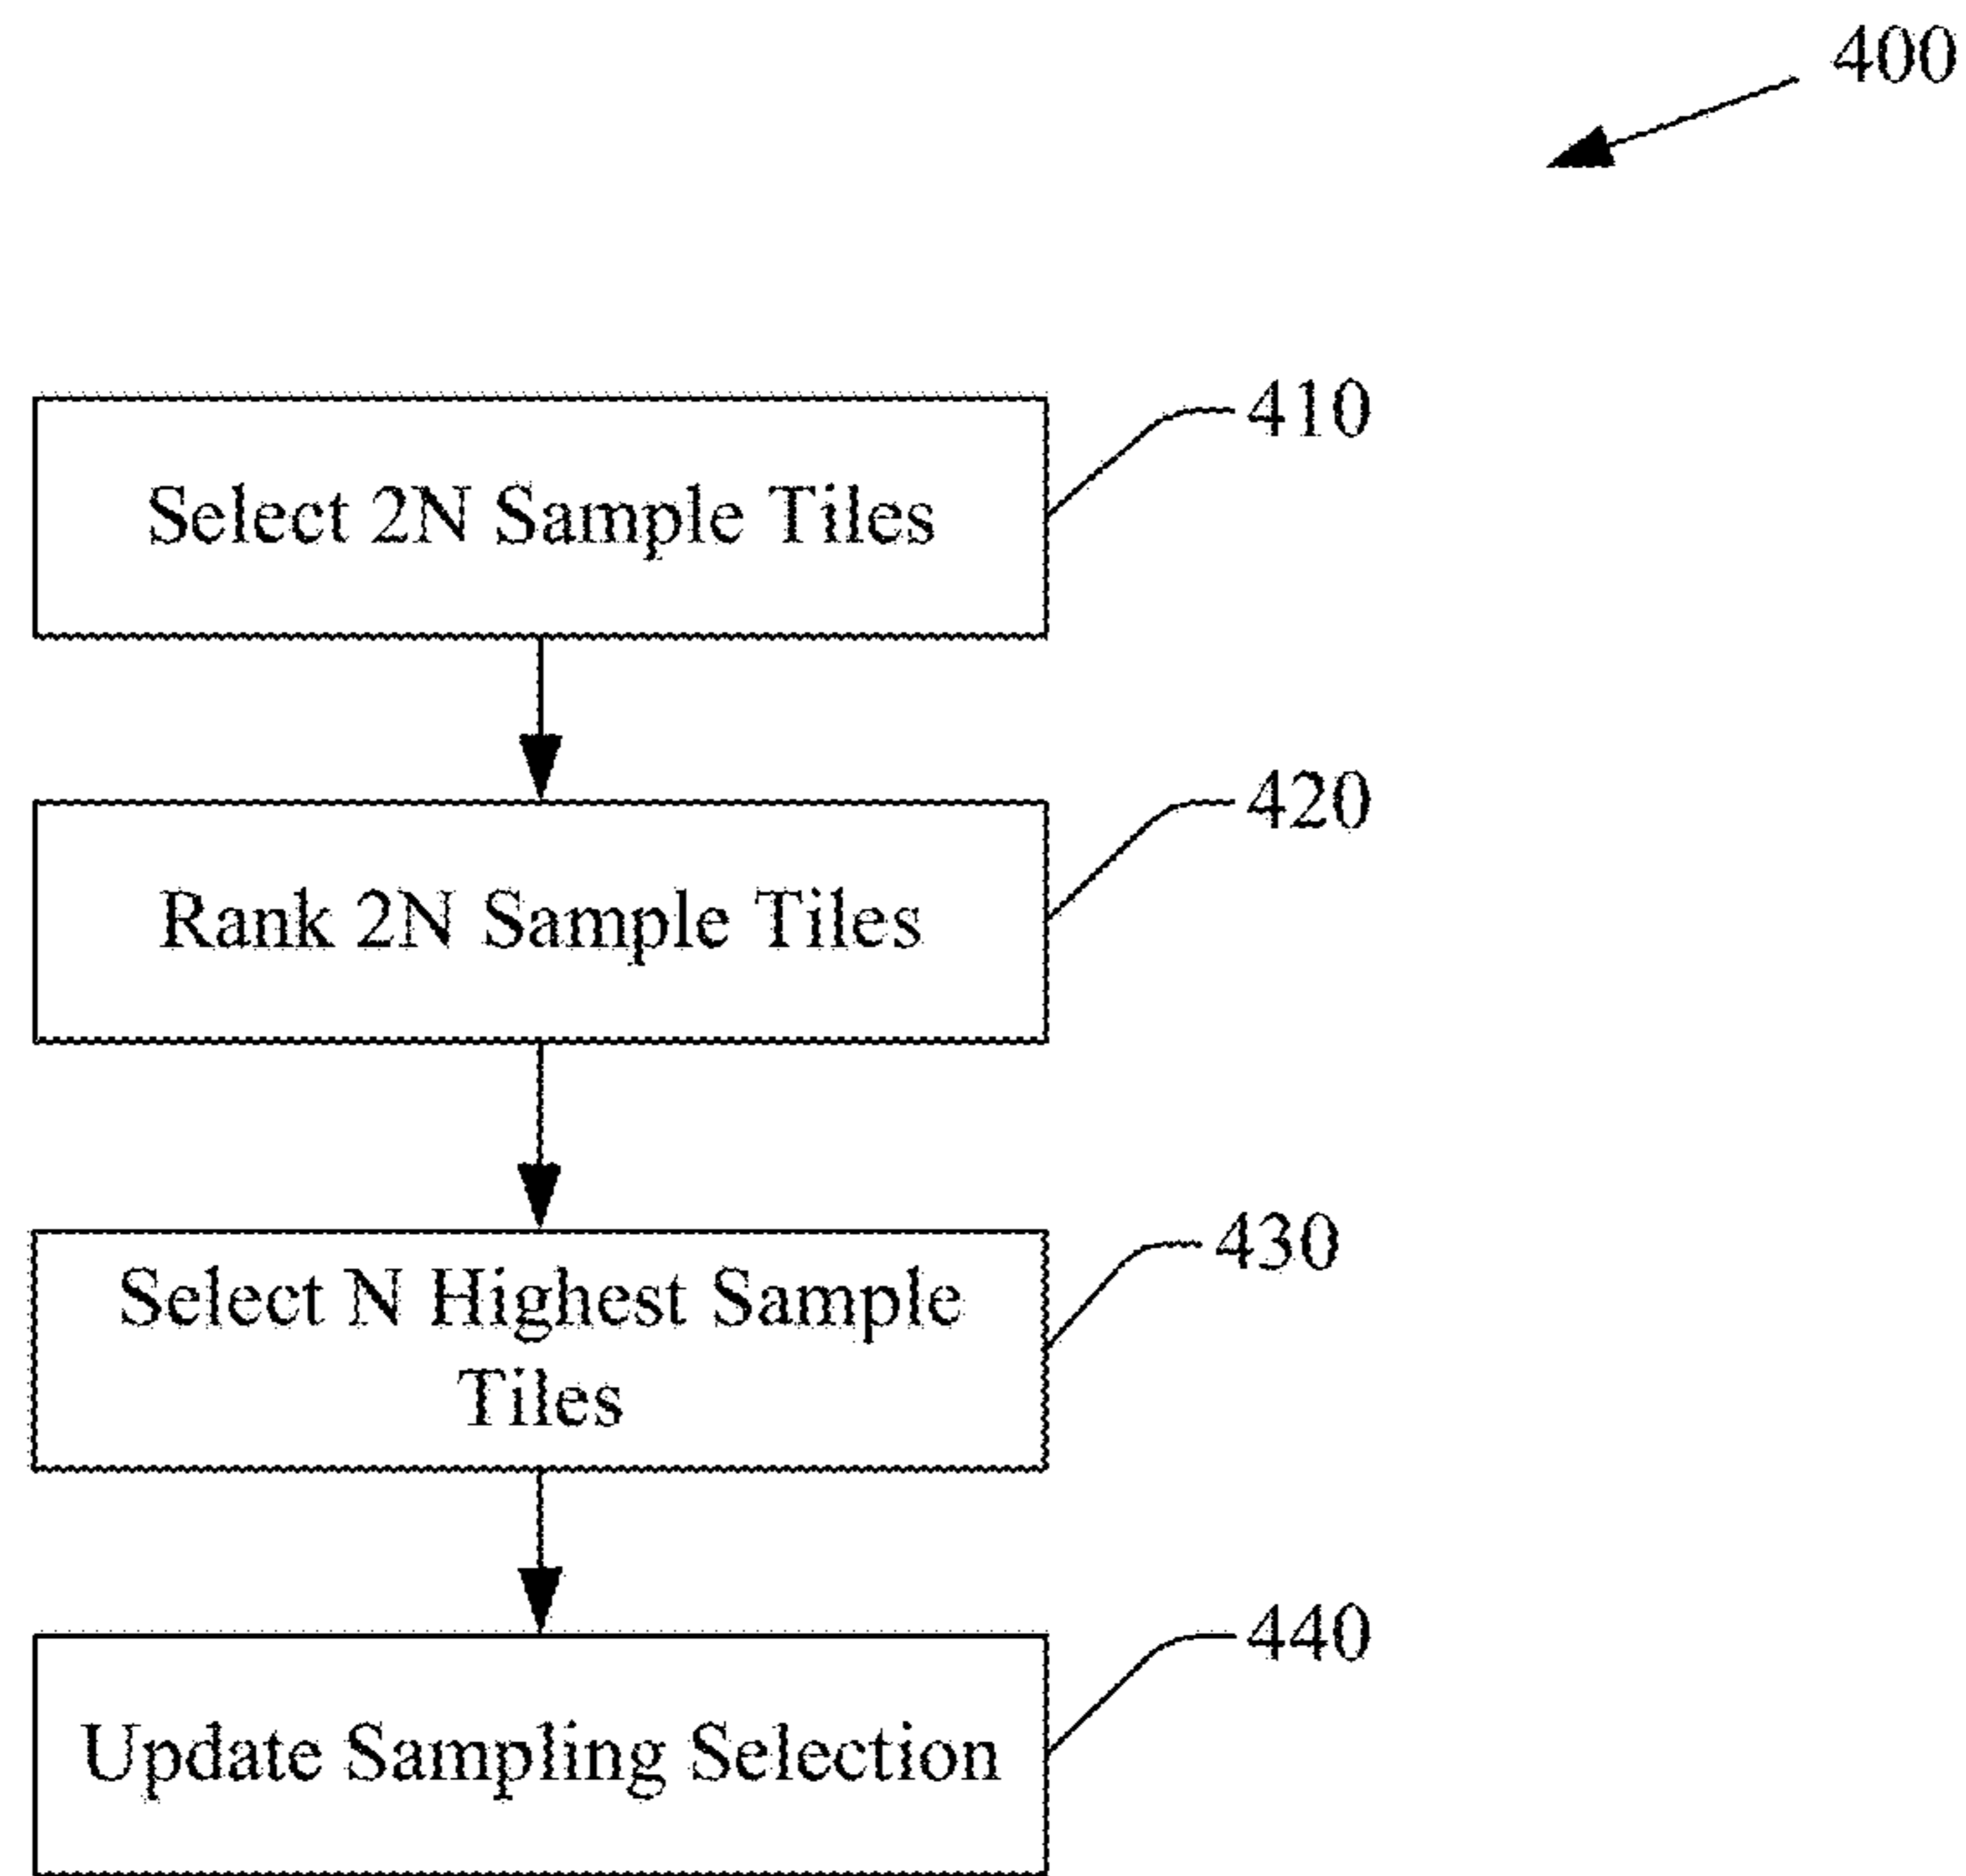 400
410
Select 2N Sample Tiles
420
Rank 2N Sample Tiles
430
Select N Highest Sample
Tiles
440
Update Sampling Selection